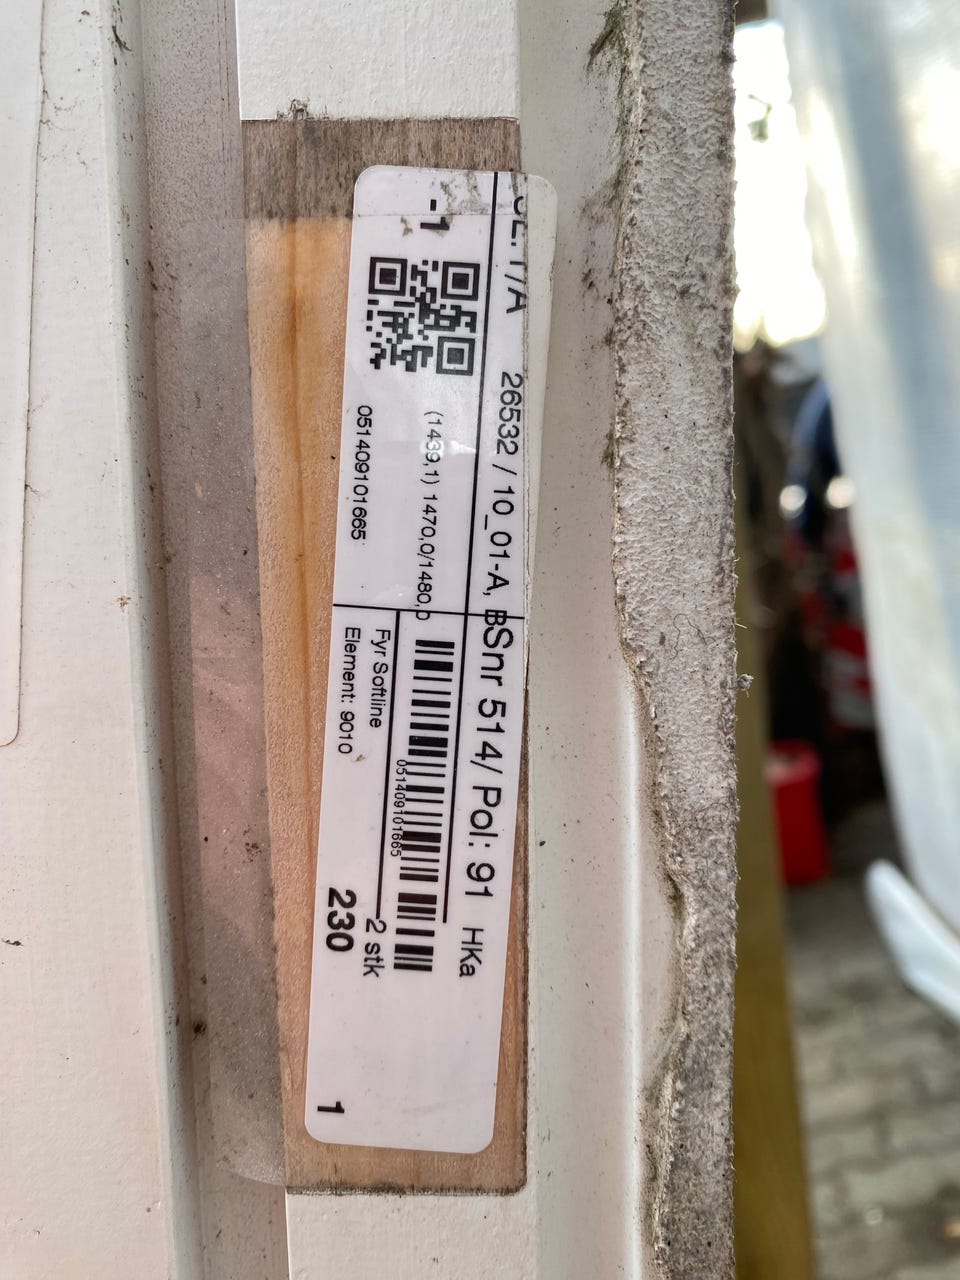 -1
26532 / 10_01-A, BSnr 514/ Pol: 91 HKa
(1439,1) 1470,0/1480,0
051409101665
051409101665
Fyr Softline
2 stk
Element: 9010
230
1